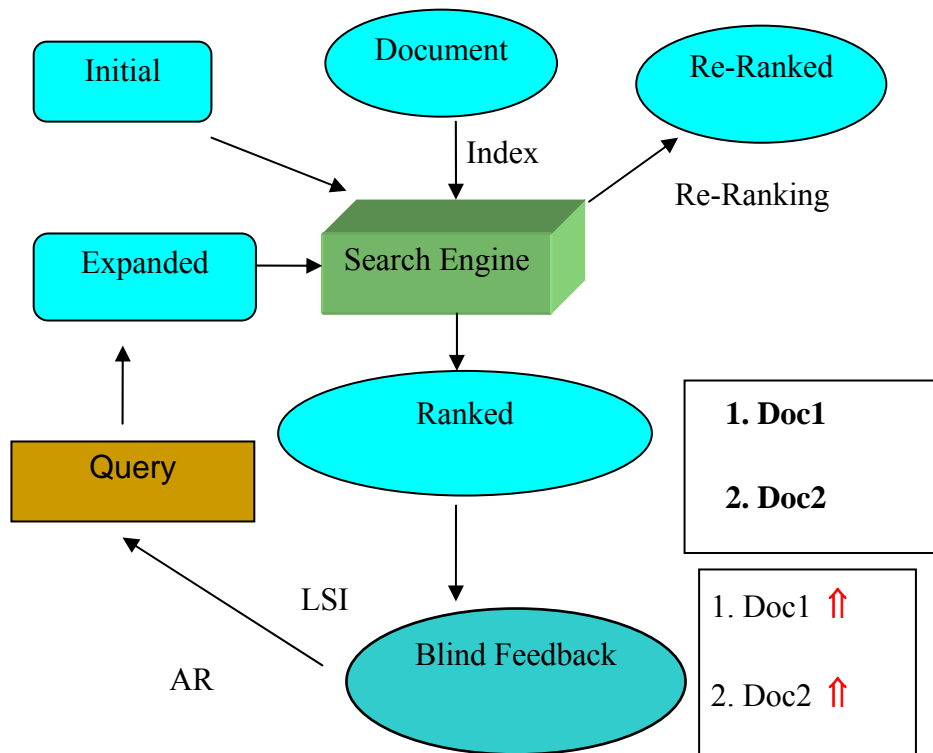 Initial
Document
Re-Ranked
Index
Re-Ranking
Expanded
Search Engine
Ranked
1. Doc1
2. Doc2
Query
LSI
AR
Blind Feedback
1. Doc1 ⇑
2. Doc2 ⇑